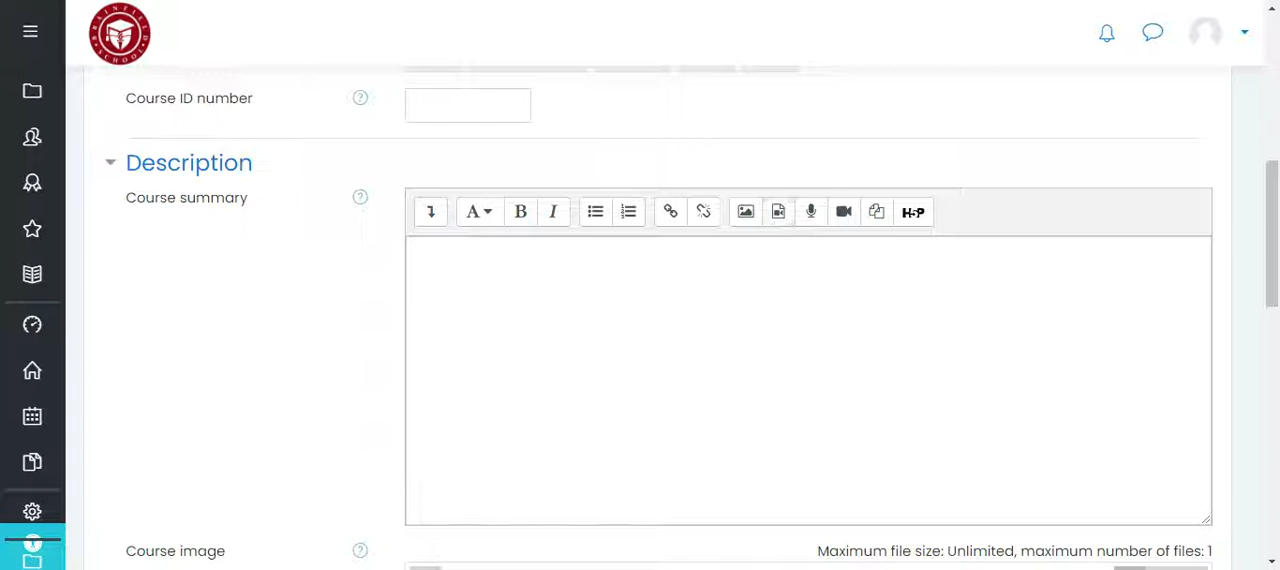 Course ID number
Description
Course summary
A B I H-P
Course image
Maximum file size: Unlimited, maximum number of files: 1